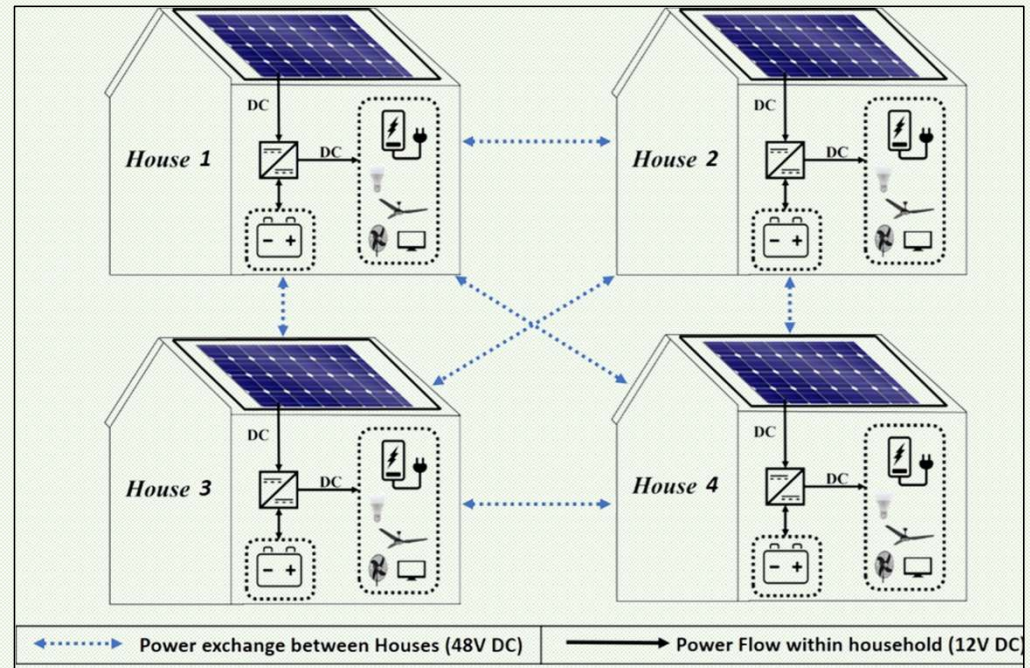 DC
House 1
DC
DC
House 2
DC
DC
House 3
DC
DC
House 4
DC
Power exchange between Houses (48V DC)
Power Flow within household (12V DC)